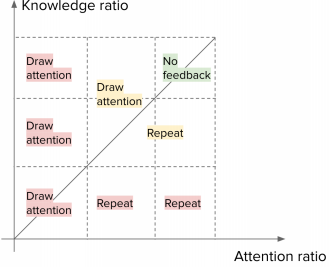 Knowledge ratio
Draw
attention
No
feedback
Draw
attention
Draw
attention
Repeat
Draw
attention
Repeat
Repeat
Attention ratio